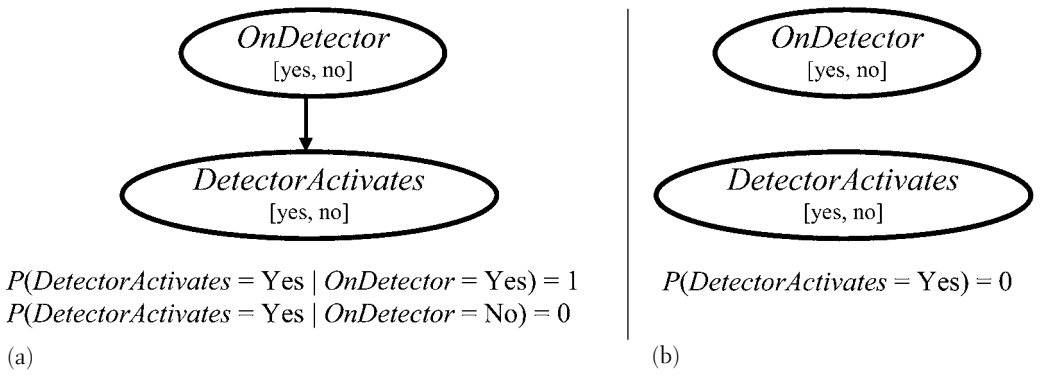 OnDetector
[yes, no]
DetectorActivates
[yes, no]
P(DetectorActivates = Yes | OnDetector = Yes) = 1
P(DetectorActivates = Yes | OnDetector = No) = 0
(a)
OnDetector
[yes, no]
DetectorActivates
[yes, no]
P(DetectorActivates = Yes) = 0
(b)